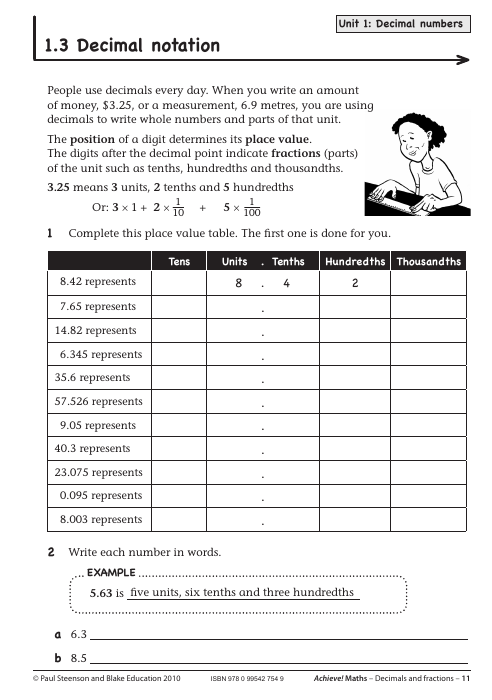 Unit 1: Decimal numbers
1.3 Decimal notation
People use decimals every day. When you write an amount
of money, $3.25, or a measurement, 6.9 metres, you are using
decimals to write whole numbers and parts of that unit.
The position of a digit determines its place value.
The digits after the decimal point indicate fractions (parts)
of the unit such as tenths, hundredths and thousandths.
3.25 means 3 units, 2 tenths and 5 hundredths
Or: 3 × 1 + 2 × 1/10 + 5 × 1/100
1 Complete this place value table. The first one is done for you.
Tens Units . Tenths Hundredths Thousandths
8.42 represents 8 . 4 2
7.65 represents .
14.82 represents .
6.345 represents .
35.6 represents .
57.526 represents .
9.05 represents .
40.3 represents .
23.075 represents .
0.095 represents .
8.003 represents .
2 Write each number in words.
EXAMPLE
5.63 is five units, six tenths and three hundredths
a 6.3
b 8.5
© Paul Steenson and Blake Education 2010 ISBN 978 0 99542 754 9 Achieve! Maths – Decimals and fractions – 11